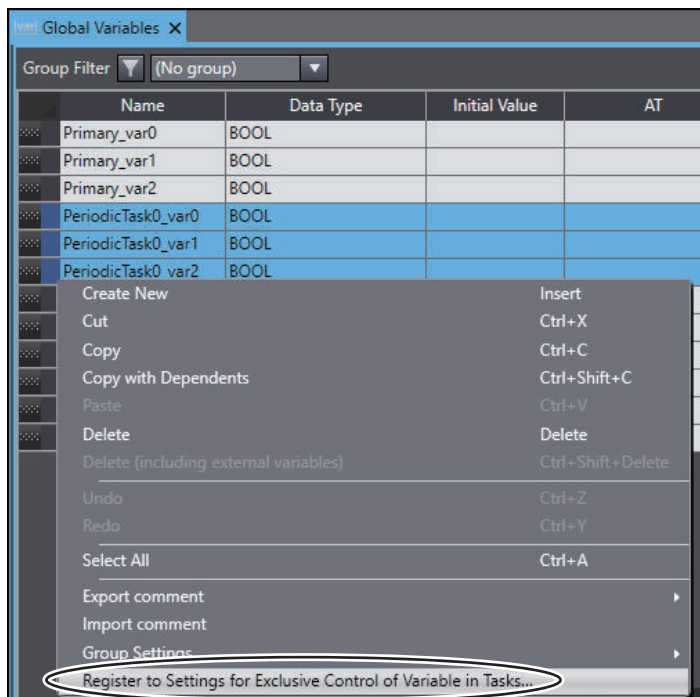 Global Variables X
Group Filter (No group)
Name Data Type Initial Value AT
Primary_var0 BOOL
Primary_var1 BOOL
Primary_var2 BOOL
PeriodicTask0_var0 BOOL
PeriodicTask0_var1 BOOL
PeriodicTask0_var2 BOOL
Create New Insert
Cut Ctrl+X
Copy Ctrl+C
Copy with Dependents Ctrl+Shift+C
Paste Ctrl+V
Delete Delete
Delete (including external variables) Ctrl+Shift+Delete
Undo Ctrl+Z
Redo Ctrl+Y
Select All Ctrl+A
Export comment
Import comment
Group Settings
Register to Settings for Exclusive Control of Variable in Tasks...